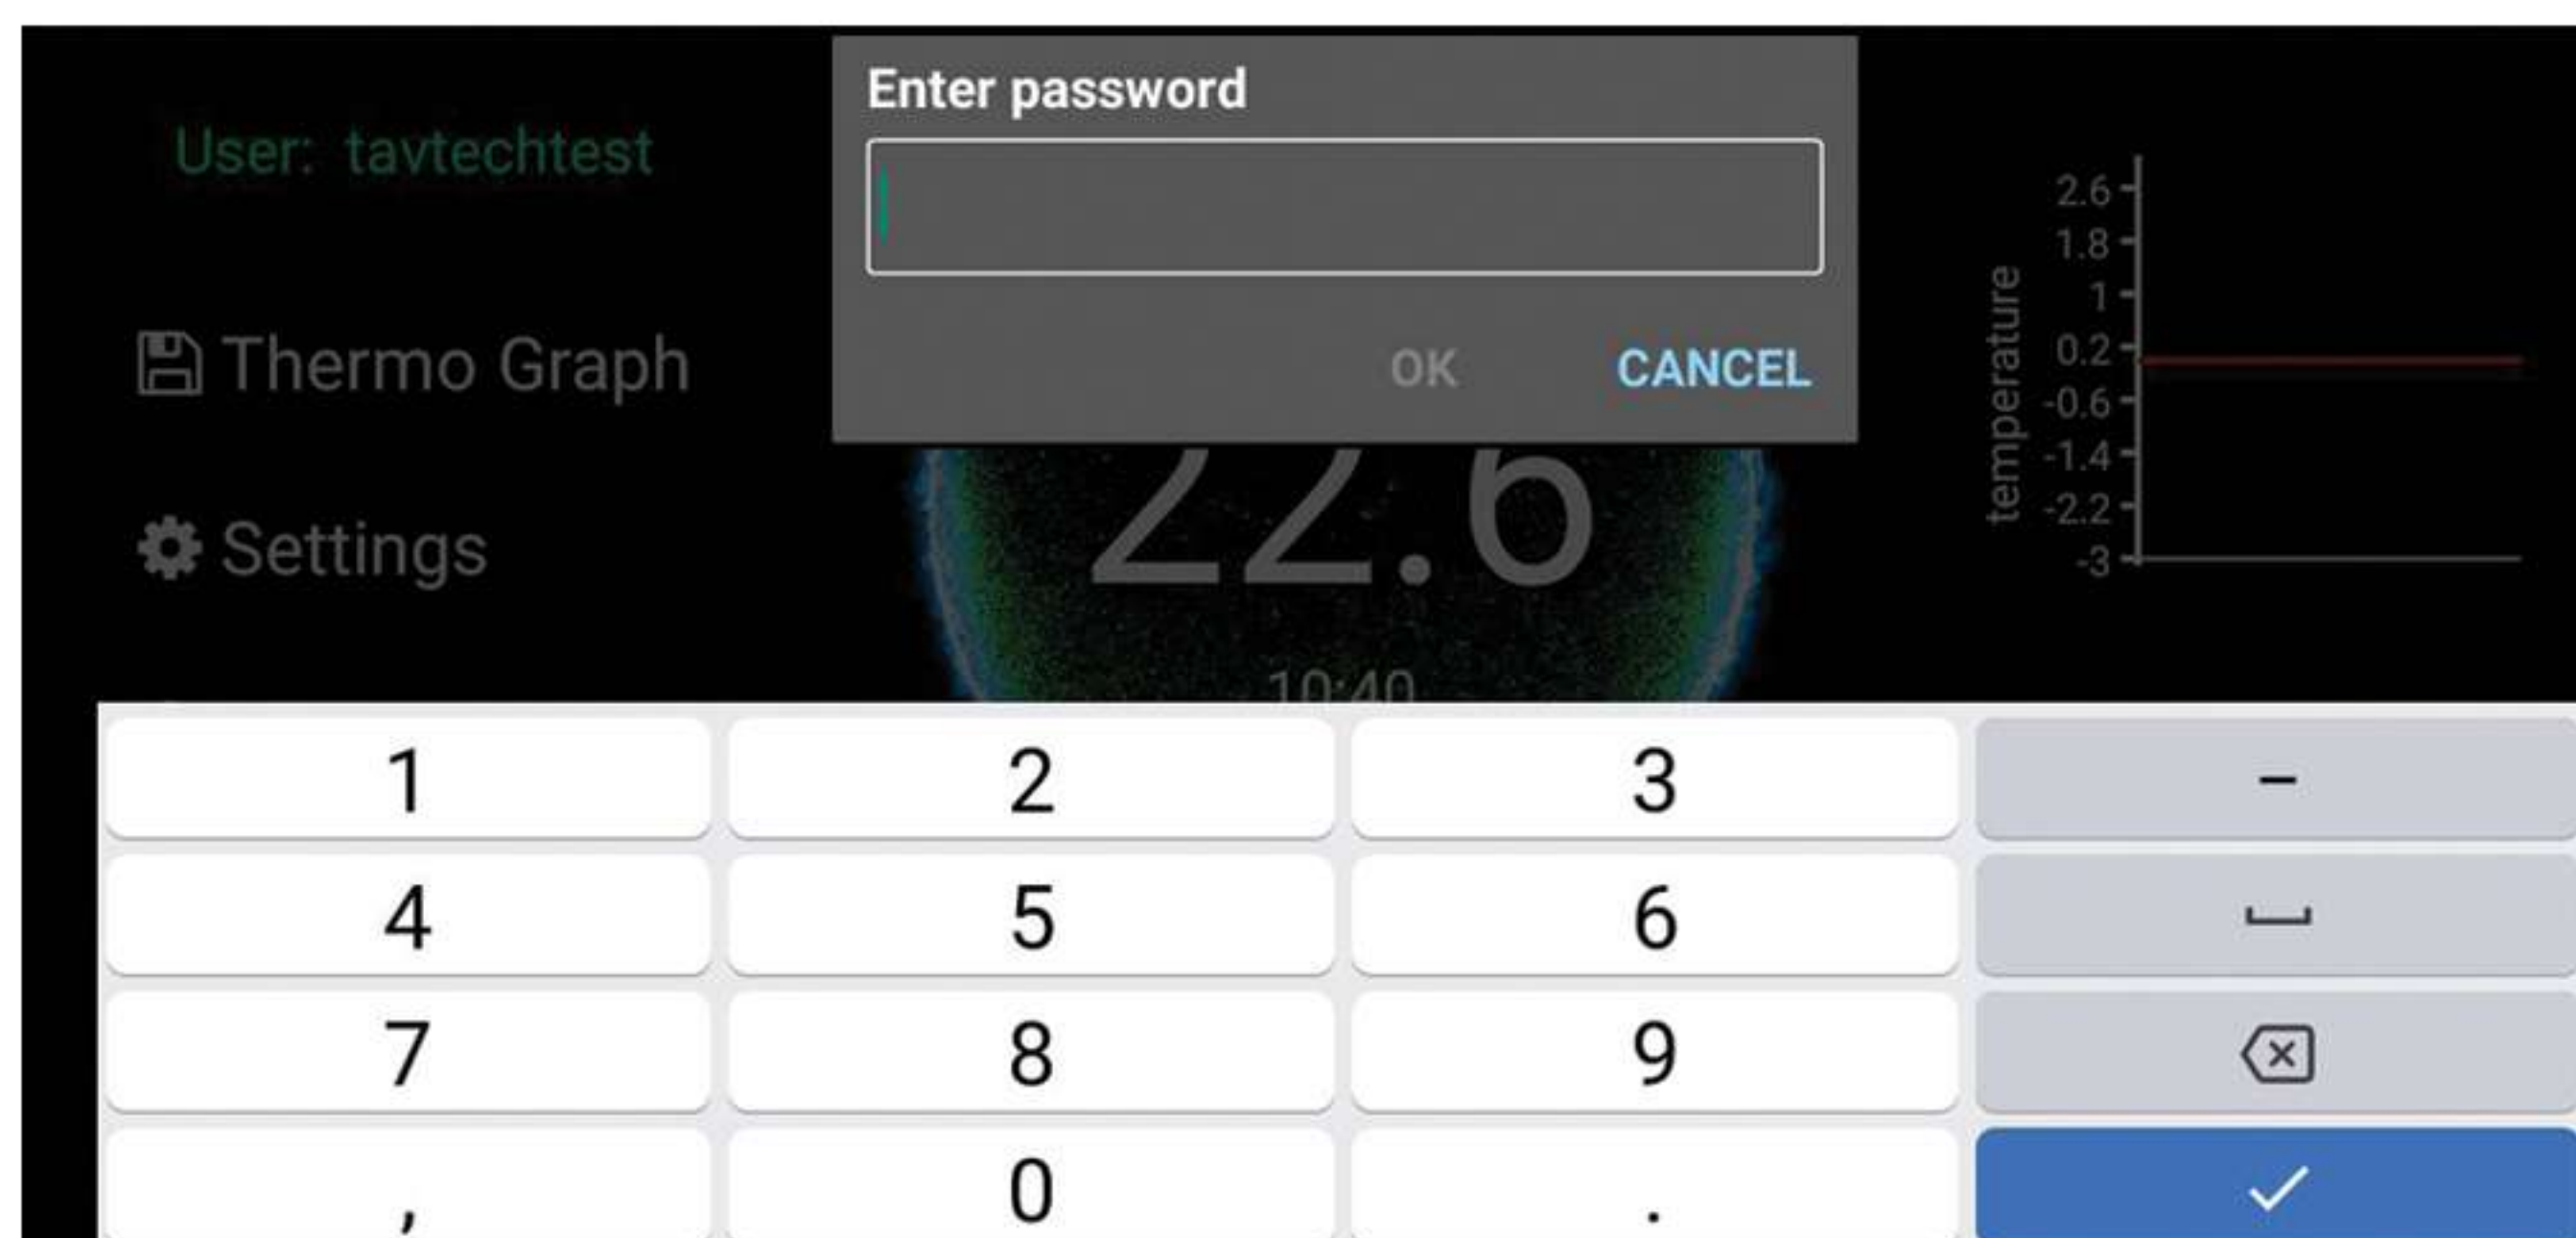 Enter password
User: tavtechtest
OK CANCEL
Thermo Graph
Settings
22.6
10:40
temperature
2.6
1.8
1
0.2
-0.6
-1.4
-2.2
-3
1 2 3 –
4 5 6
7 8 9
, 0 .